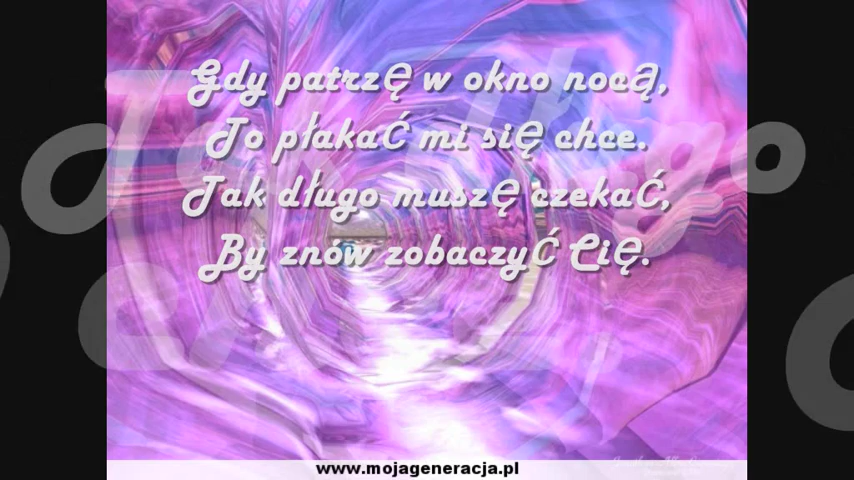 Gdy patrzę w okno nocą,
To płakaĆ mi się chce.
Tak długo muszę czekaĆ,
By znów zobaczyĆ Cię.
www.mojageneracja.pl